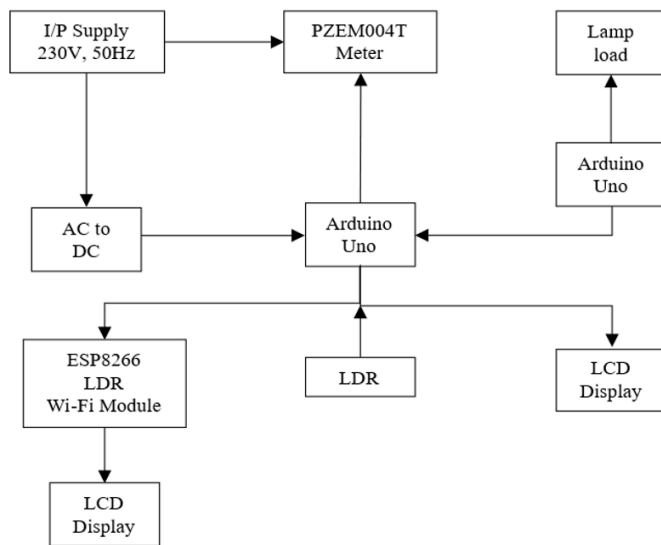 I/P Supply
230V, 50Hz
PZEM004T
Meter
Lamp
load
Arduino
Uno
AC to
DC
Arduino
Uno
ESP8266
LDR
Wi-Fi Module
LDR
LCD
Display
LCD
Display